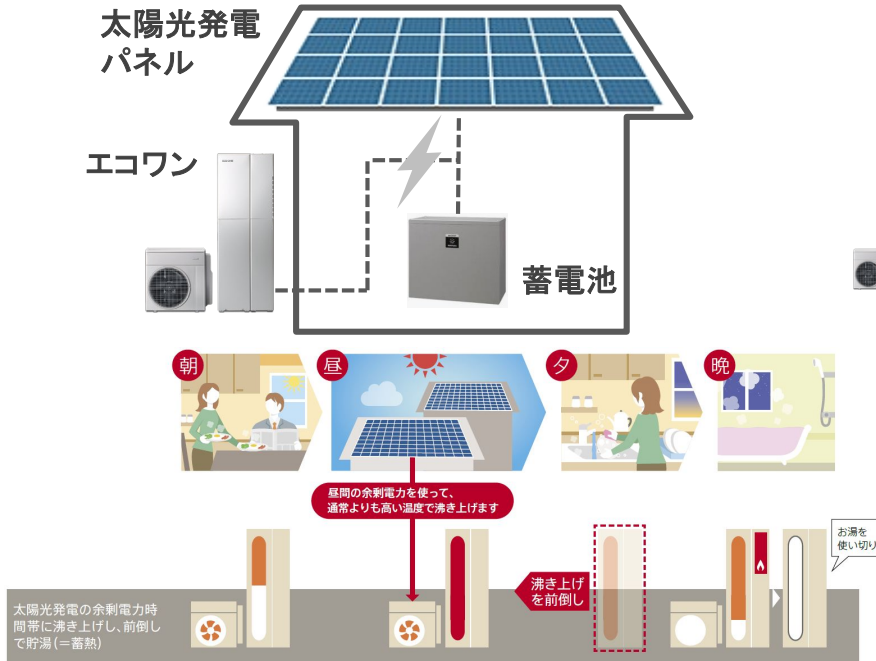 太陽光発電
パネル
エコワン
蓄電池
朝
昼
夕
晩
昼間の余剰電力を使って、
通常よりも高い温度で沸き上げます
沸き上げ
を前倒し
お湯を
使い切り
太陽光発電の余剰電力時
間帯に沸き上げし、前倒し
で貯湯(=蓄熱)